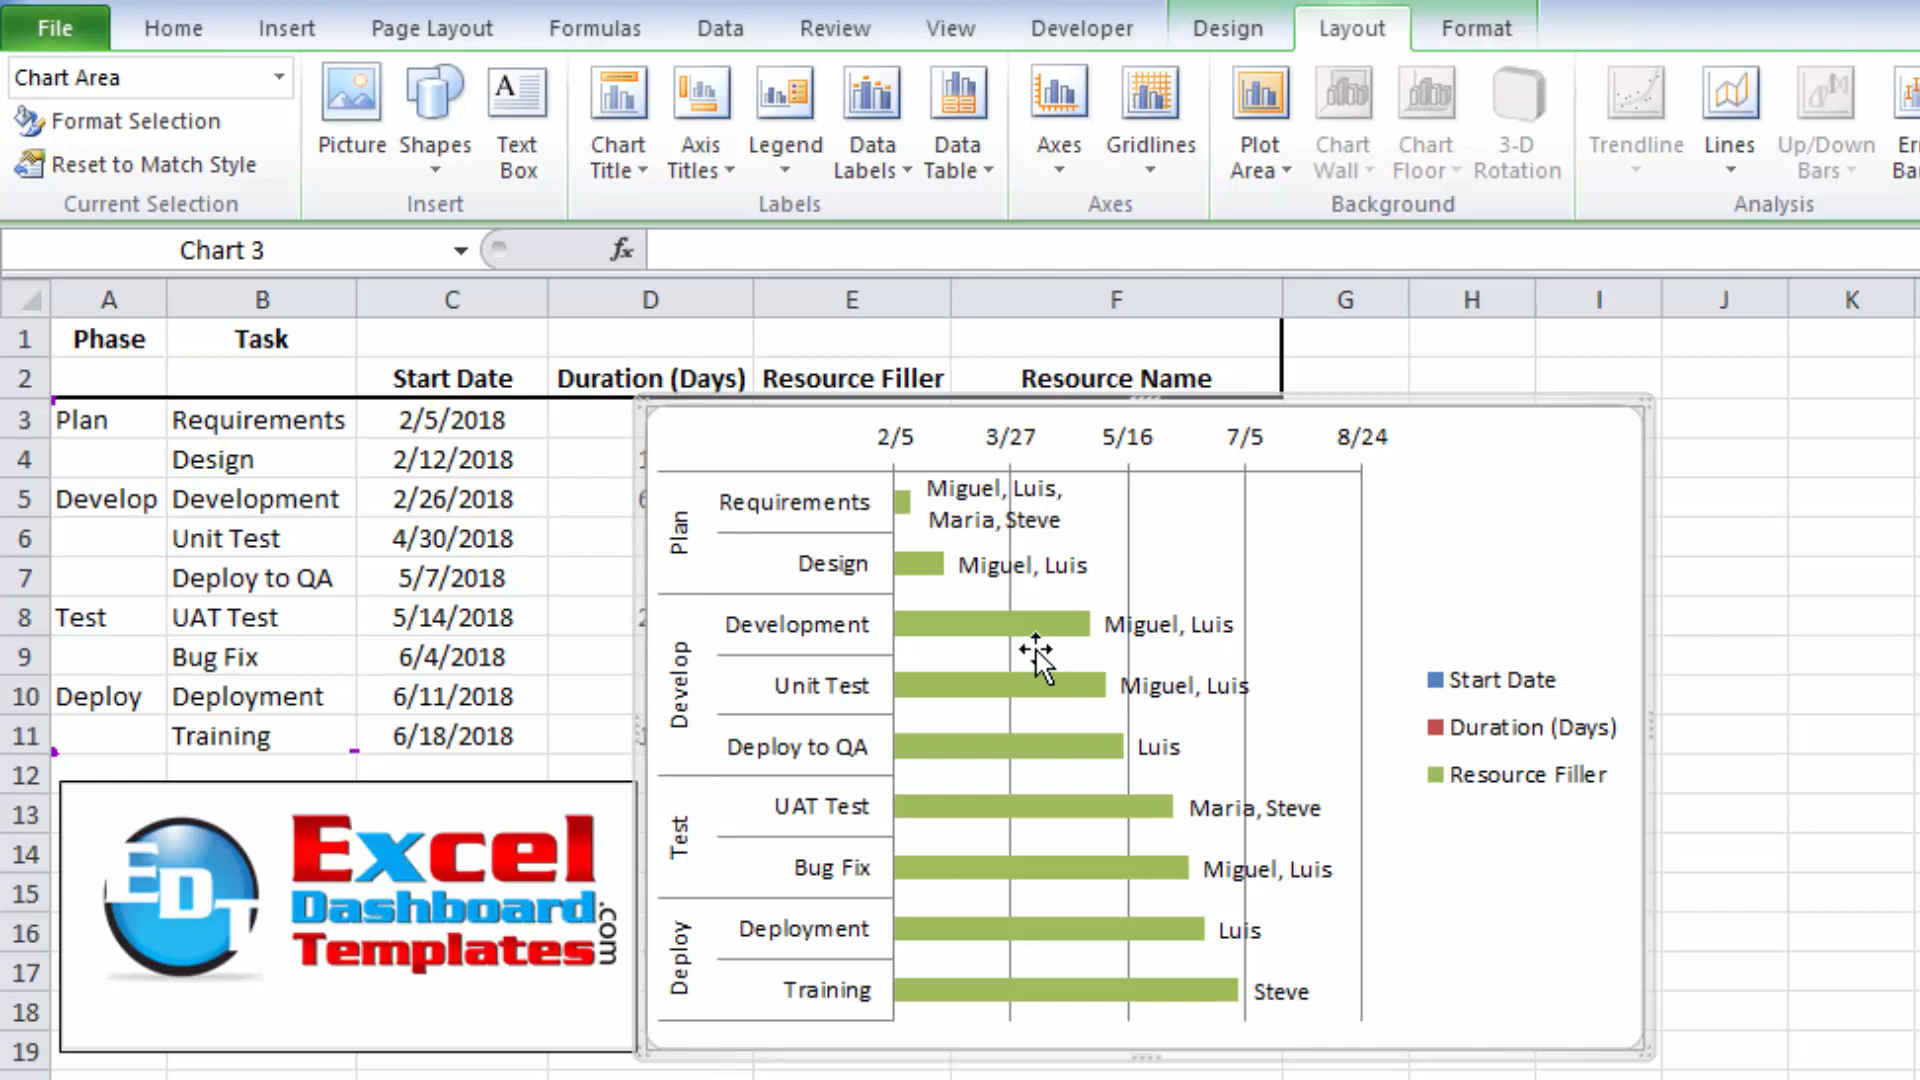 File Home Insert Page Layout Formulas Data Review View Developer Design Layout Format
Chart Area
Format Selection
Reset to Match Style
Current Selection
Picture Shapes Text Box
Insert
Chart Title Axis Titles Legend Data Labels Data Table
Labels
Axes Gridlines
Axes
Plot Area Chart Wall Chart Floor 3-D Rotation
Background
Trendline Lines Up/Down Bars
Analysis
Chart 3 fx
A B C D E F G H I J K
1 Phase Task
2 Start Date Duration (Days) Resource Filler Resource Name
3 Plan Requirements 2/5/2018
4 Design 2/12/2018
5 Develop Development 2/26/2018
6 Unit Test 4/30/2018
7 Deploy to QA 5/7/2018
8 Test UAT Test 5/14/2018
9 Bug Fix 6/4/2018
10 Deploy Deployment 6/11/2018
11 Training 6/18/2018
12
13
14
15
16
17
18
19
EDT
Excel
Dashboard
Templates
.com
2/5 3/27 5/16 7/5 8/24
Plan
Requirements Miguel, Luis,
Maria, Steve
Design Miguel, Luis
Develop
Development Miguel, Luis
Unit Test Miguel, Luis
Deploy to QA Luis
Test
UAT Test Maria, Steve
Bug Fix Miguel, Luis
Deploy
Deployment Luis
Training Steve
Start Date
Duration (Days)
Resource Filler